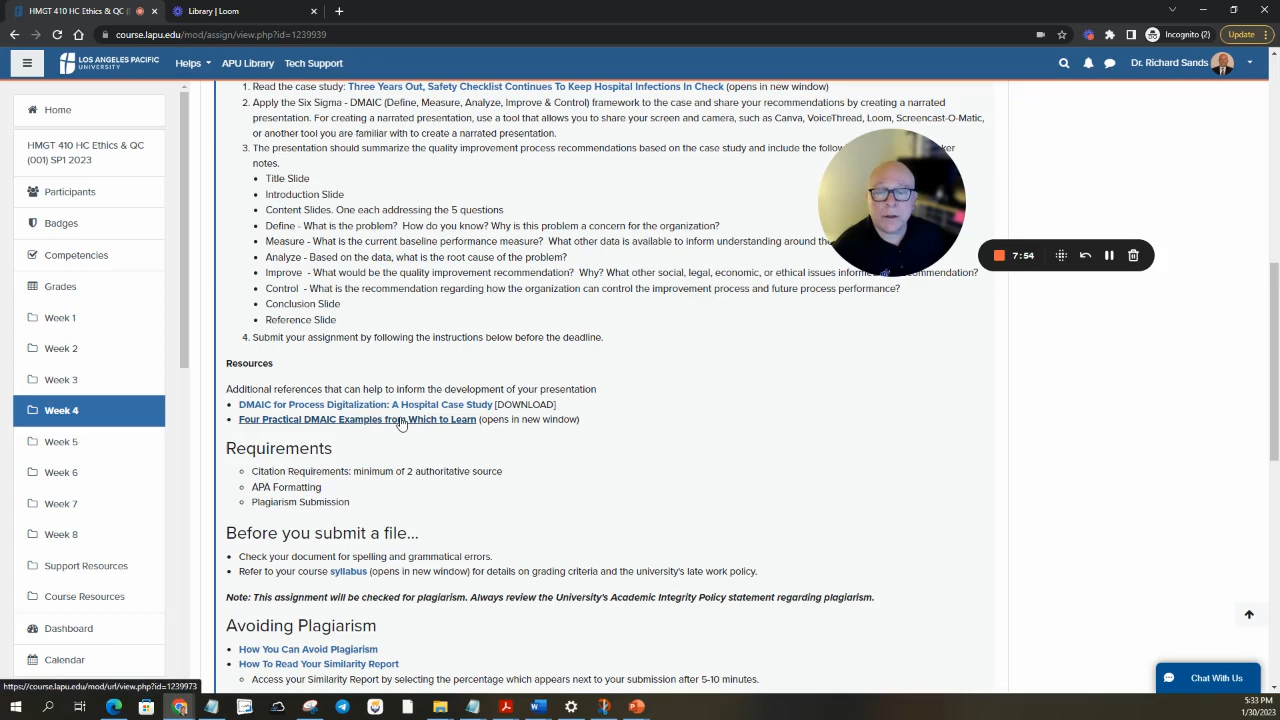 HMGT 410 HC Ethics & QC (
Library | Loom
course.lapu.edu/mod/assign/view.php?id=1239939
Incognito (2)
Update
LOS ANGELES PACIFIC
UNIVERSITY
Helps
APU Library
Tech Support
Dr. Richard Sands
Home
HMGT 410 HC Ethics & QC
(001) SP1 2023
Participants
Badges
Competencies
Grades
Week 1
Week 2
Week 3
Week 4
Week 5
Week 6
Week 7
Week 8
Support Resources
Course Resources
Dashboard
Calendar
1. Read the case study: Three Years Out, Safety Checklist Continues To Keep Hospital Infections In Check (opens in new window)
2. Apply the Six Sigma - DMAIC (Define, Measure, Analyze, Improve & Control) framework to the case and share your recommendations by creating a narrated
presentation. For creating a narrated presentation, use a tool that allows you to share your screen and camera, such as Canva, VoiceThread, Loom, Screencast-O-Matic,
or another tool you are familiar with to create a narrated presentation.
3. The presentation should summarize the quality improvement process recommendations based on the case study and include the follow
notes.
• Title Slide
• Introduction Slide
• Content Slides. One each addressing the 5 questions
• Define - What is the problem? How do you know? Why is this problem a concern for the organization?
• Measure - What is the current baseline performance measure? What other data is available to inform understanding around the
• Analyze - Based on the data, what is the root cause of the problem?
• Improve - What would be the quality improvement recommendation? Why? What other social, legal, economic, or ethical issues inform
• Control - What is the recommendation regarding how the organization can control the improvement process and future process performance?
• Conclusion Slide
• Reference Slide
4. Submit your assignment by following the instructions below before the deadline.
7:54
Resources
Additional references that can help to inform the development of your presentation
• DMAIC for Process Digitalization: A Hospital Case Study [DOWNLOAD]
• Four Practical DMAIC Examples from Which to Learn (opens in new window)
Requirements
Citation Requirements: minimum of 2 authoritative source
APA Formatting
Plagiarism Submission
Before you submit a file...
• Check your document for spelling and grammatical errors.
• Refer to your course syllabus (opens in new window) for details on grading criteria and the university's late work policy.
Note: This assignment will be checked for plagiarism. Always review the University's Academic Integrity Policy statement regarding plagiarism.
Avoiding Plagiarism
• How You Can Avoid Plagiarism
• How To Read Your Similarity Report
Access your Similarity Report by selecting the percentage which appears next to your submission after 5-10 minutes.
Chat With Us
https://course.lapu.edu/mod/url/view.php?id=1239973
5:33 PM
1/30/2023